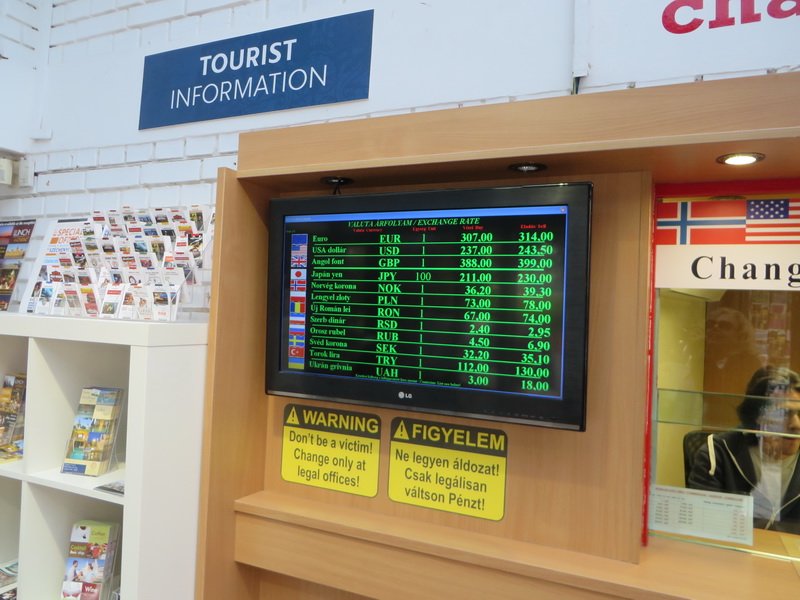 cha
TOURIST
INFORMATION
VALUTA ARFOLYAM / EXCHANGE RATE
Euro EUR 1 307,00 314,00
USA dollár USD 1 237,00 243,50
Angol font GBP 1 388,00 399,00
Japán yen JPY 100 211,00 230,00
Norvég korona NOK 1 36,20 39,30
Lengyel zloty PLN 1 73,00 78,00
Új Román lei RON 1 67,00 74,00
Szerb dinár RSD 1 2,40 2,95
Orosz rubel RUB 1 4,50 6,90
Svéd korona SEK 1 32,20 35,10
Torok lira TRY 1 112,00 130,00
Ukrán grivnia UAH 1 3,00 18,00
LG
Chang
WARNING
Don't be a victim!
Change only at
legal offices!
FIGYELEM
Ne legyen áldozat!
Csak legálisan
váltson Pénzt!